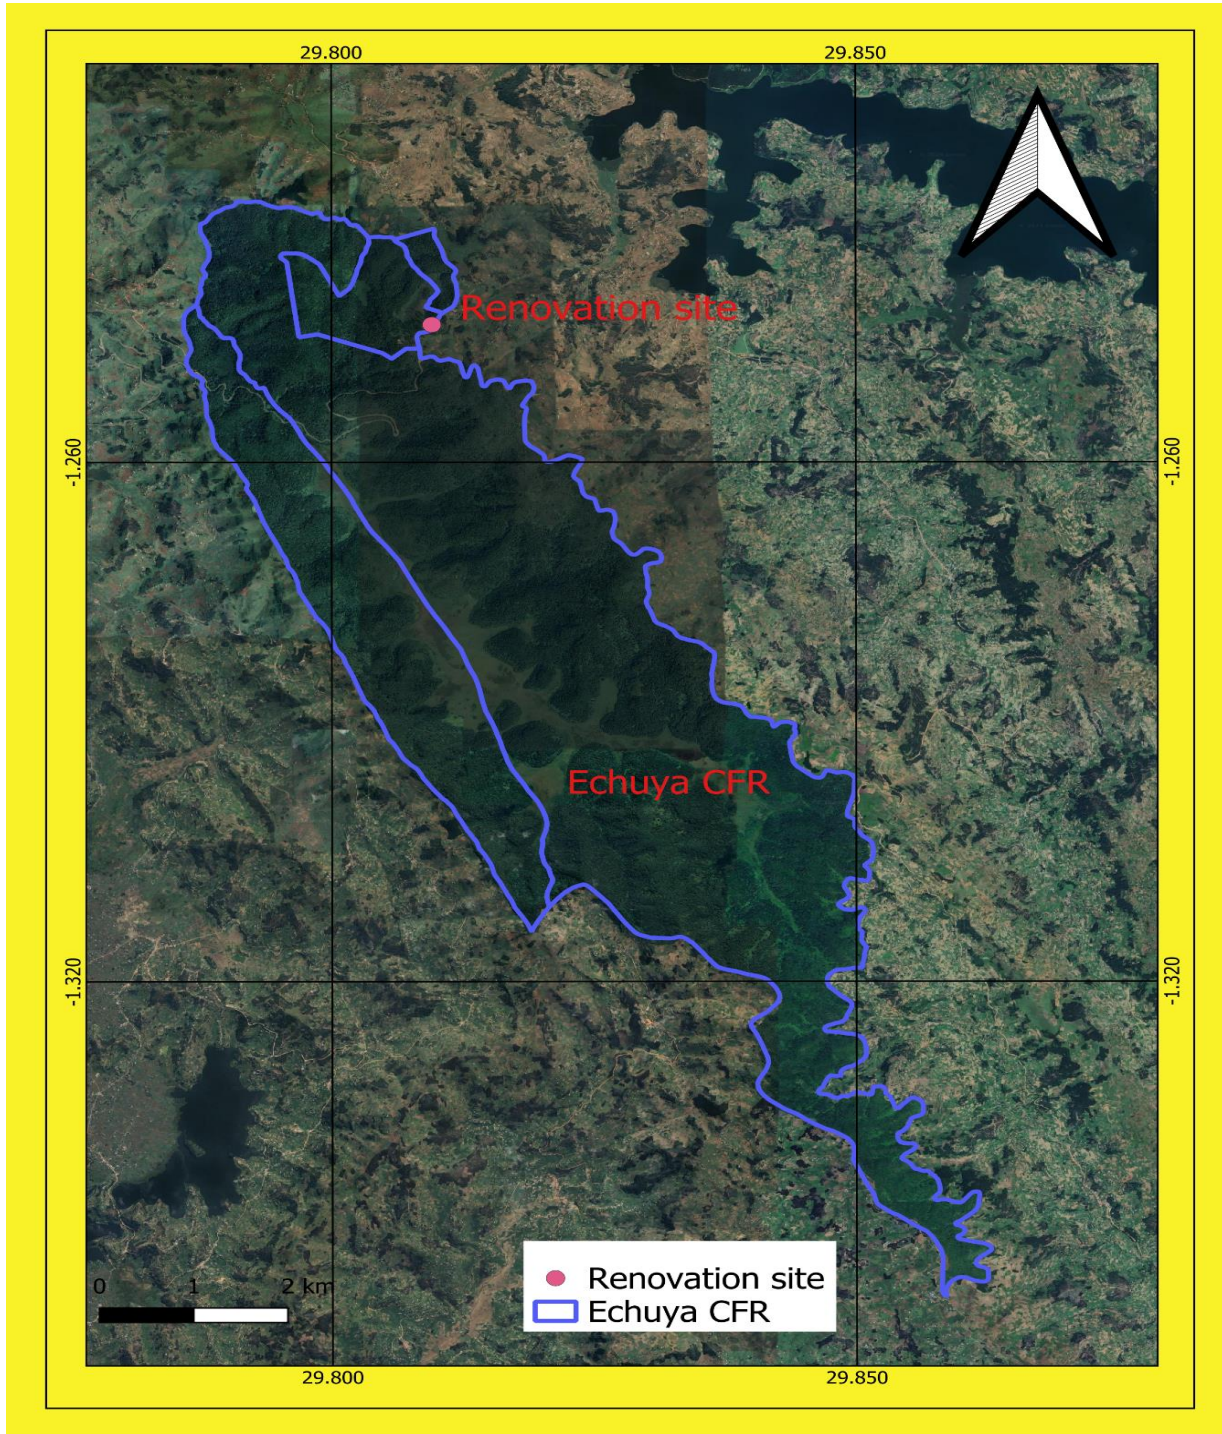 29.800 29.850
Renovation site
-1.260 -1.260
Echuya CFR
-1.320 -1.320
0 1 2 km
Renovation site
Echuya CFR
29.800 29.850